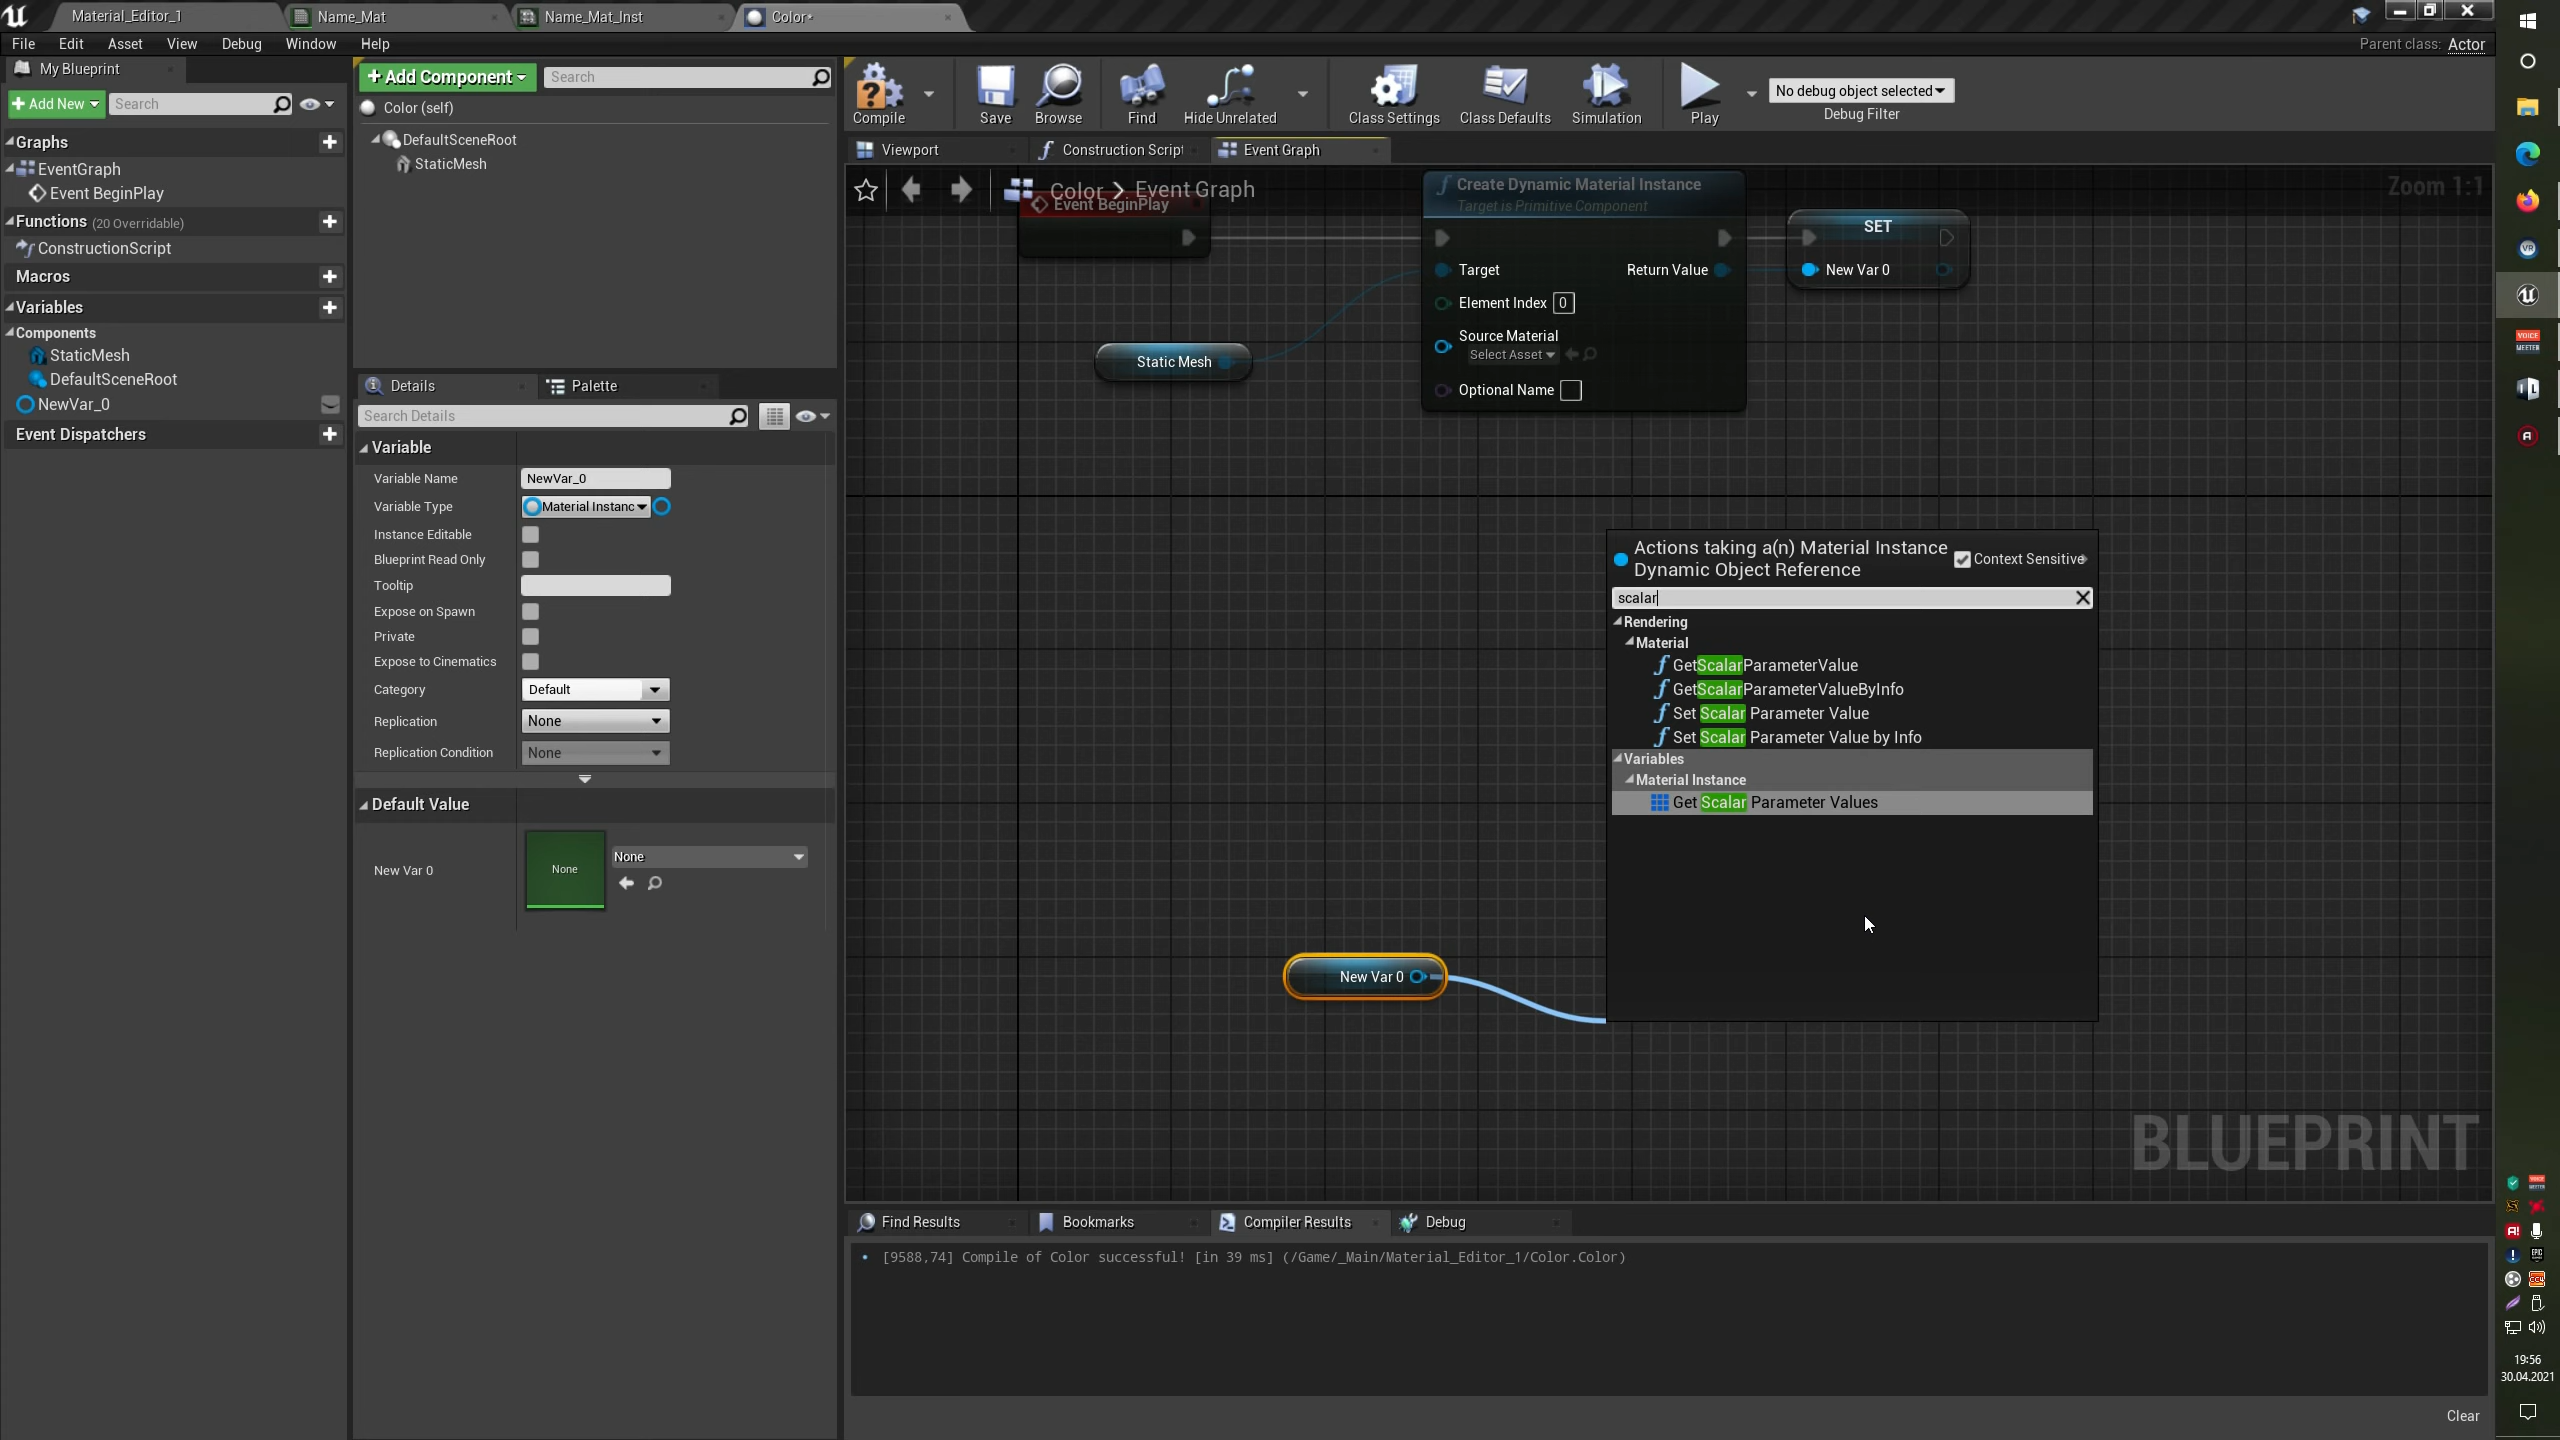 Material_Editor_1
Name_Mat
Name_Mat_Inst
Color•
File Edit Asset View Debug Window Help
Parent class: Actor
My Blueprint
Add New
Search
Graphs
EventGraph
Event BeginPlay
Functions (20 Overridable)
ConstructionScript
Macros
Variables
Components
StaticMesh
DefaultSceneRoot
NewVar_0
Event Dispatchers
+ Add Component
Search
Color (self)
DefaultSceneRoot
StaticMesh
Details
Palette
Search Details
Variable
Variable Name NewVar_0
Variable Type Material Instanc
Instance Editable
Blueprint Read Only
Tooltip
Expose on Spawn
Private
Expose to Cinematics
Category Default
Replication None
Replication Condition None
Default Value
New Var 0 None None
Compile
Save
Browse
Find
Hide Unrelated
Class Settings
Class Defaults
Simulation
Play
No debug object selected
Debug Filter
Viewport
Construction Script
Event Graph
Color > Event Graph
Zoom 1:1
Event BeginPlay
Create Dynamic Material Instance
Target is Primitive Component
Target Return Value
Element Index 0
Source Material
Select Asset
Optional Name
SET
New Var 0
Static Mesh
Actions taking a(n) Material Instance
Dynamic Object Reference
Context Sensitive
scalar
Rendering
Material
GetScalarParameterValue
GetScalarParameterValueByInfo
Set Scalar Parameter Value
Set Scalar Parameter Value by Info
Variables
Material Instance
Get Scalar Parameter Values
New Var 0
BLUEPRINT
Find Results
Bookmarks
Compiler Results
Debug
[9588,74] Compile of Color successful! [in 39 ms] (/Game/_Main/Material_Editor_1/Color.Color)
Clear
19:56
30.04.2021